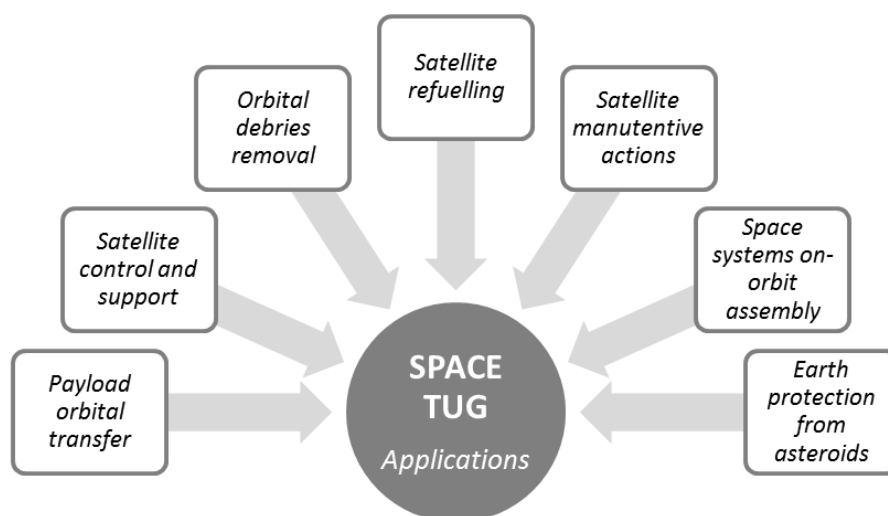 Satellite
refuelling
Orbital
debries
removal
Satellite
manutentive
actions
Satellite
control and
support
Space
systems on-
orbit
assembly
Payload
orbital
transfer
SPACE
TUG
Applications
Earth
protection
from
asteroids